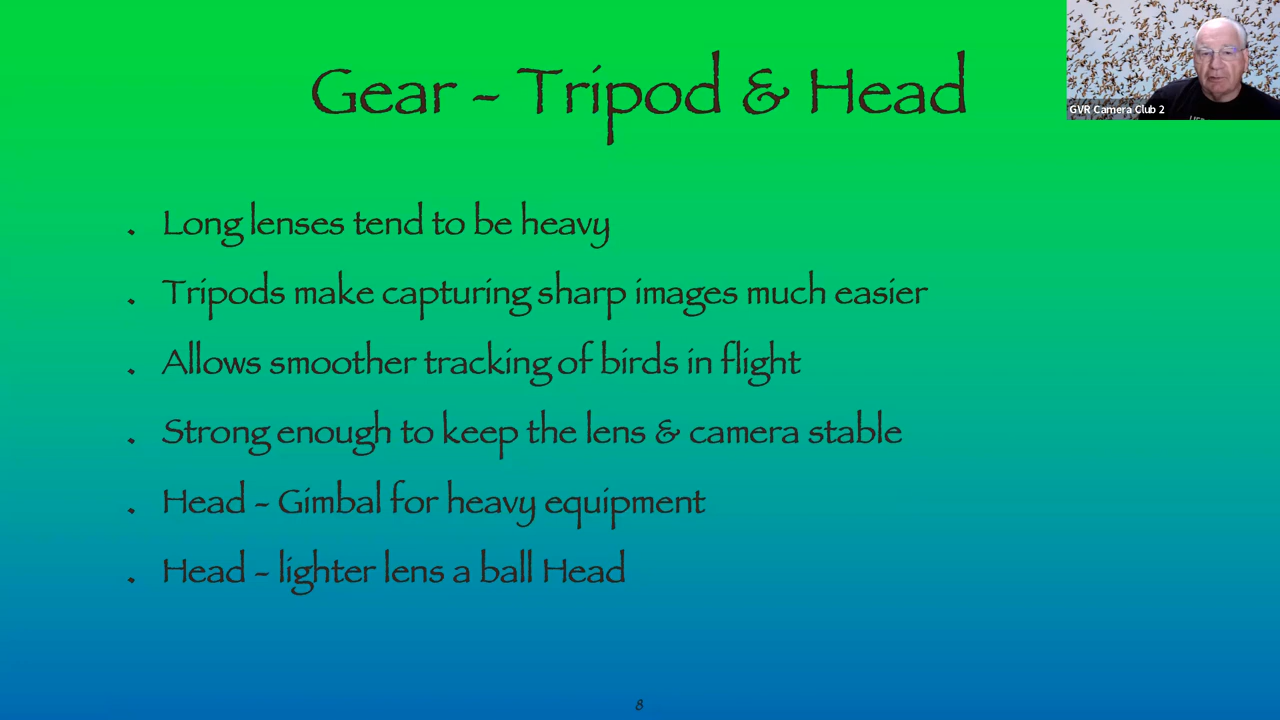 Gear - Tripod & Head
GVR Camera Club 2
. Long lenses tend to be heavy
. Tripods make capturing sharp images much easier
. Allows smoother tracking of birds in flight
. Strong enough to keep the lens & camera stable
. Head - Gimbal for heavy equipment
. Head - lighter lens a ball Head
8